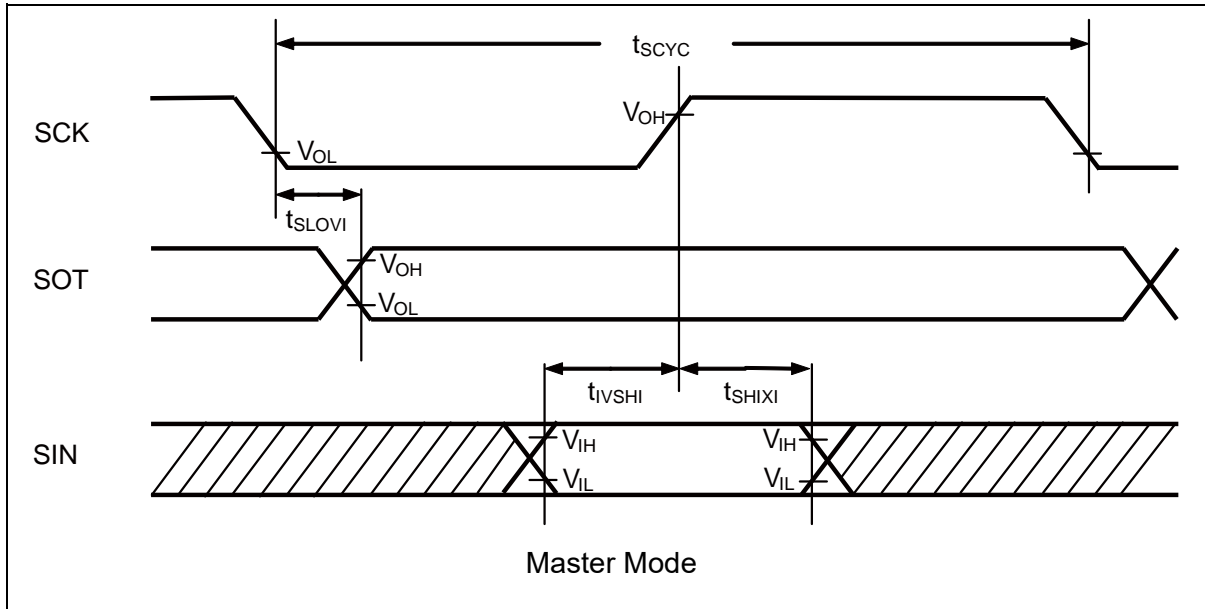 tSCYC
SCK
VOH
VOL
tSLOVI
SOT
VOH
VOL
tIVSHI
tSHIXI
SIN
VIH
VIH
VIL
VIL
Master Mode